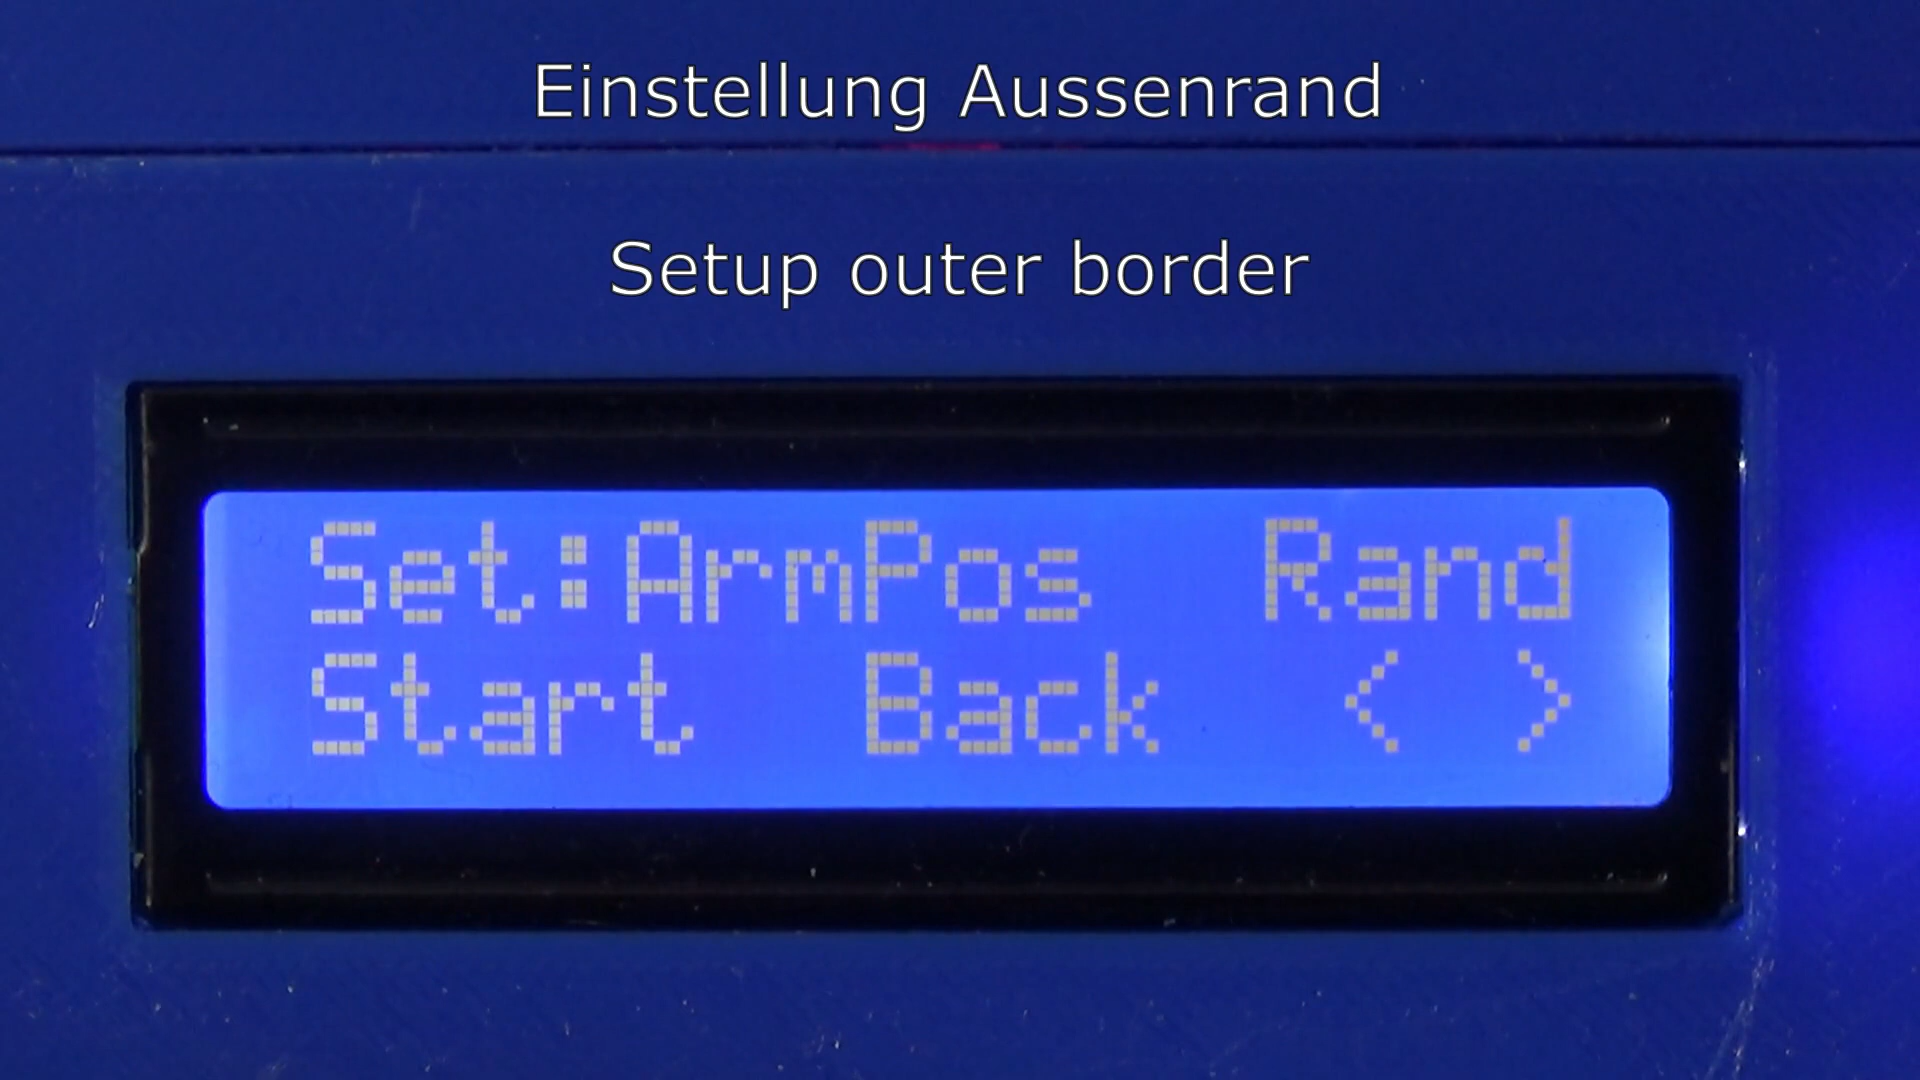 Einstellung Aussenrand
Setup outer border
Set:ArmPos Rand
Start Back < >